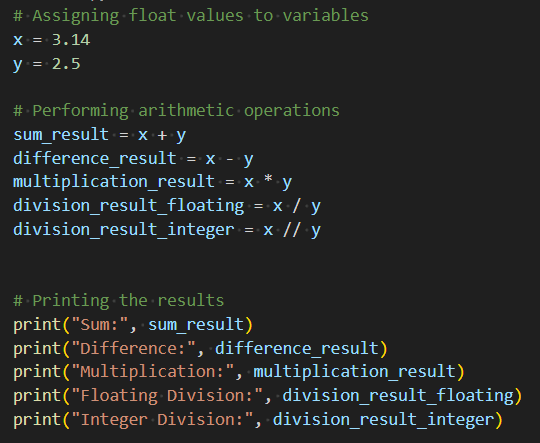 # Assigning float values to variables
x = 3.14
y = 2.5
# Performing arithmetic operations
sum_result = x + y
difference_result = x - y
multiplication_result = x * y
division_result_floating = x / y
division_result_integer = x // y
# Printing the results
print("Sum:", sum_result)
print("Difference:", difference_result)
print("Multiplication:", multiplication_result)
print("Floating Division:", division_result_floating)
print("Integer Division:", division_result_integer)